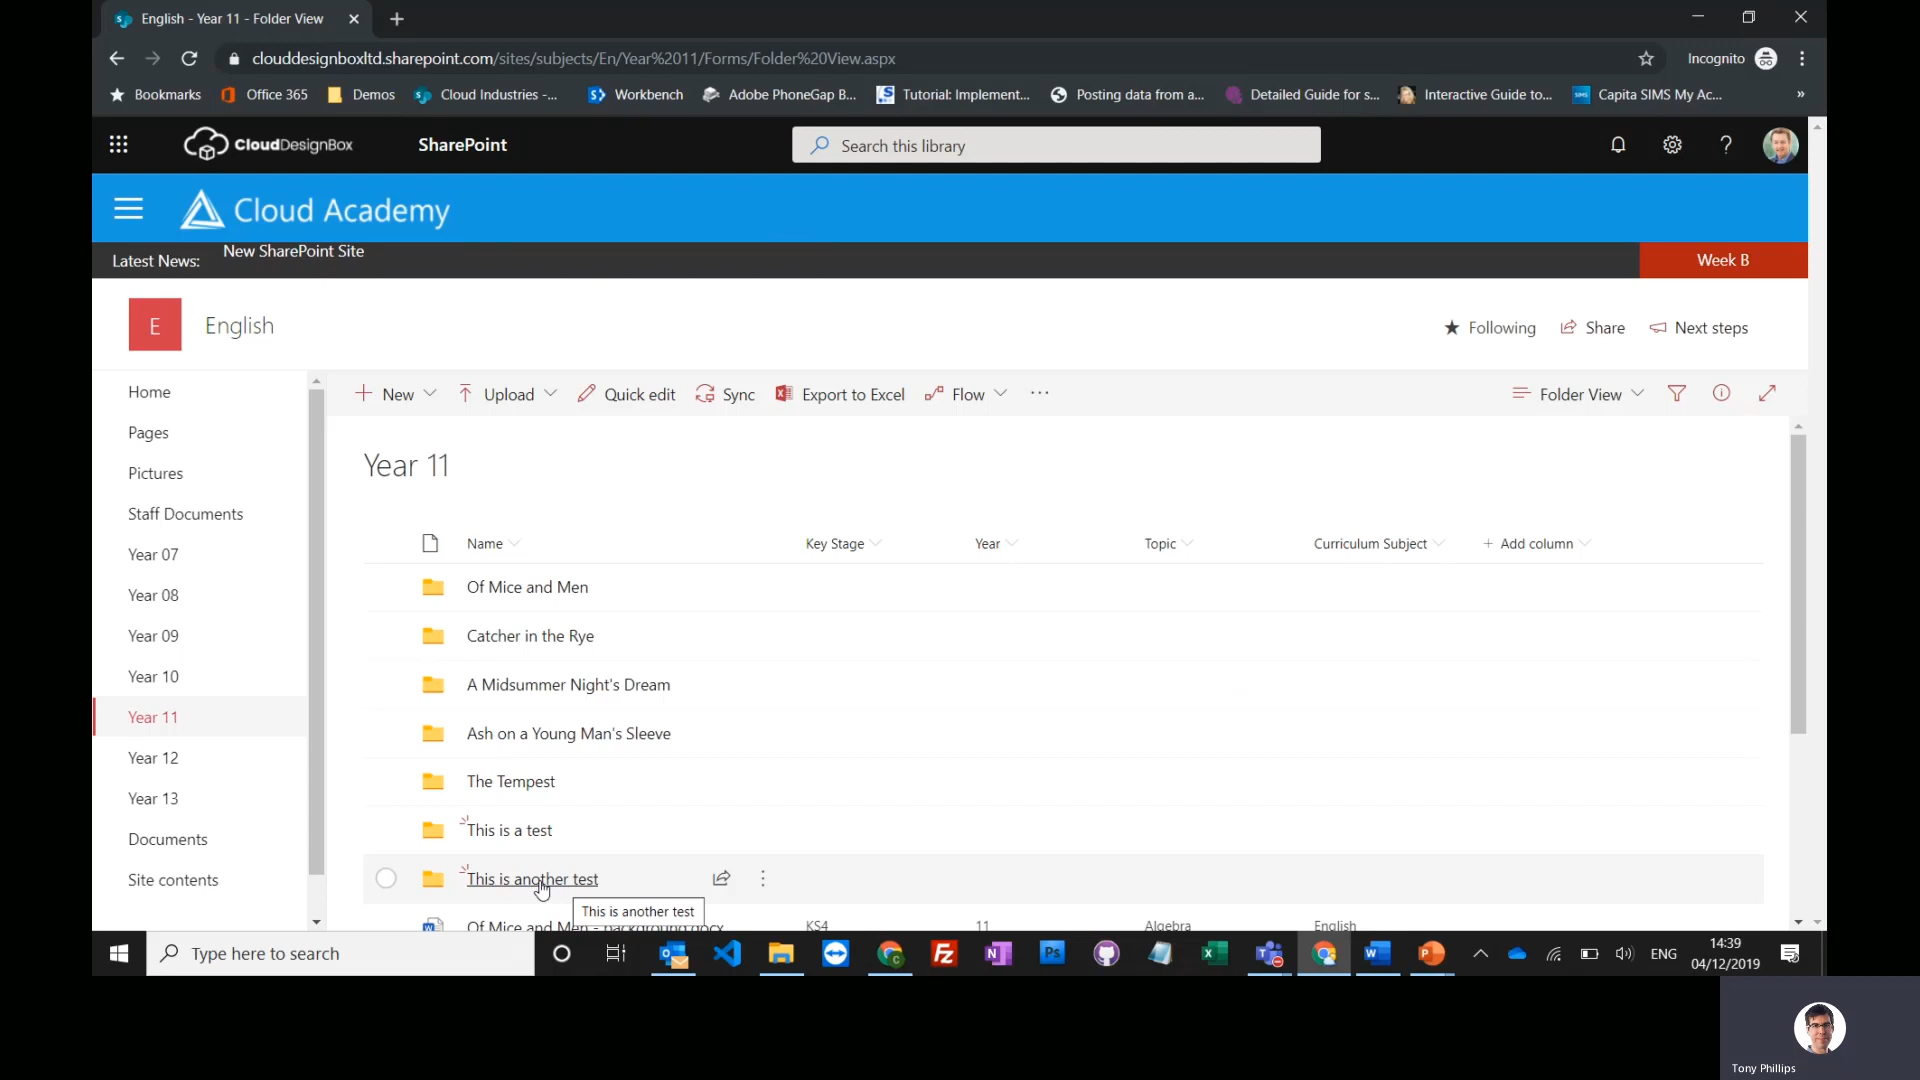 English - Year 11 - Folder View
clouddesignboxltd.sharepoint.com/sites/subjects/En/Year%2011/Forms/Folder%20View.aspx
Incognito
Bookmarks Office 365 Demos Cloud Industries -... Workbench Adobe PhoneGap B... Tutorial: Implement... Posting data from a... Detailed Guide for s... Interactive Guide to... Capita SIMS My Ac... »
CloudDesignBox SharePoint Search this library ?
Cloud Academy
Latest News: New SharePoint Site Week B
E English Following Share Next steps
Home
Pages
Pictures
Staff Documents
Year 07
Year 08
Year 09
Year 10
Year 11
Year 12
Year 13
Documents
Site contents
+ New Upload Quick edit Sync Export to Excel Flow ... Folder View
Year 11
Name Key Stage Year Topic Curriculum Subject + Add column
Of Mice and Men
Catcher in the Rye
A Midsummer Night's Dream
Ash on a Young Man's Sleeve
The Tempest
This is a test
This is another test
This is another test
Of Mice and Men - background.docx KS4 11 Algebra English
Type here to search
ENG
14:39
04/12/2019
Tony Phillips